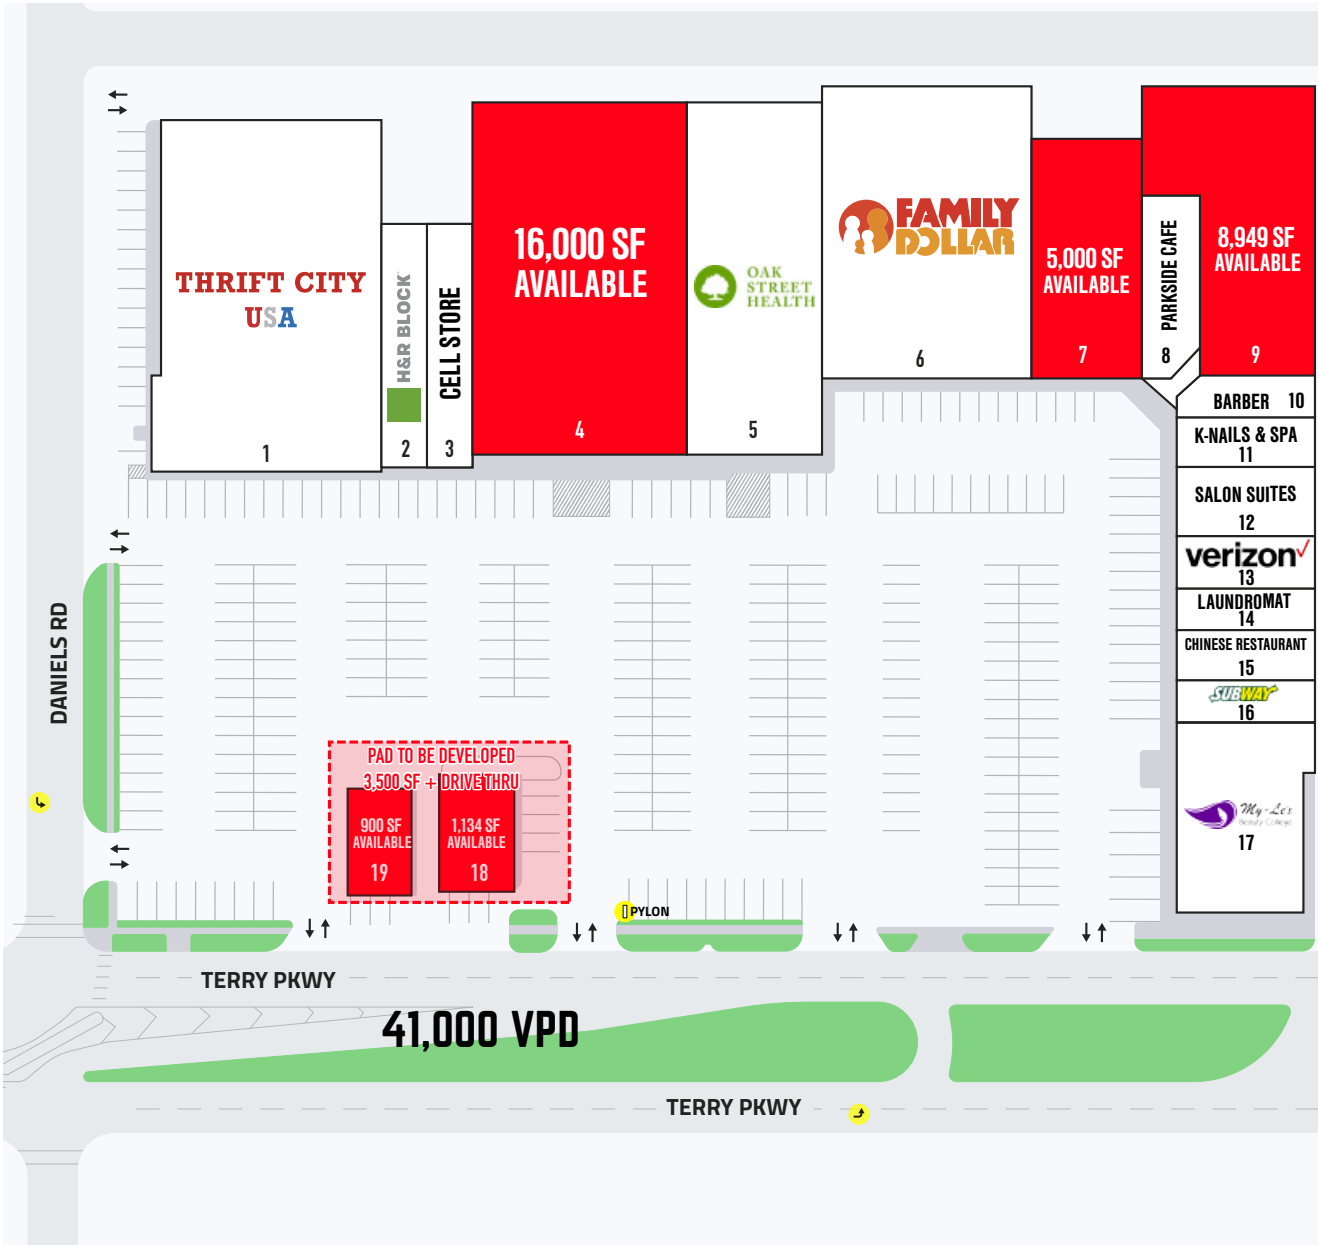 THRIFT CITY
USA
1
H&R BLOCK
2
CELL STORE
3
16,000 SF
AVAILABLE
4
OAK
STREET
HEALTH
5
FAMILY
DOLLAR
6
5,000 SF
AVAILABLE
7
PARKSIDE CAFE
8
8,949 SF
AVAILABLE
9
BARBER 10
K-NAILS & SPA
11
SALON SUITES
12
verizon
13
LAUNDROMAT
14
CHINESE RESTAURANT
15
SUBWAY
16
My-Le's
Beauty College
17
DANIELS RD
PAD TO BE DEVELOPED
3,500 SF + DRIVE THRU
900 SF
AVAILABLE
19
1,134 SF
AVAILABLE
18
PYLON
TERRY PKWY
41,000 VPD
TERRY PKWY